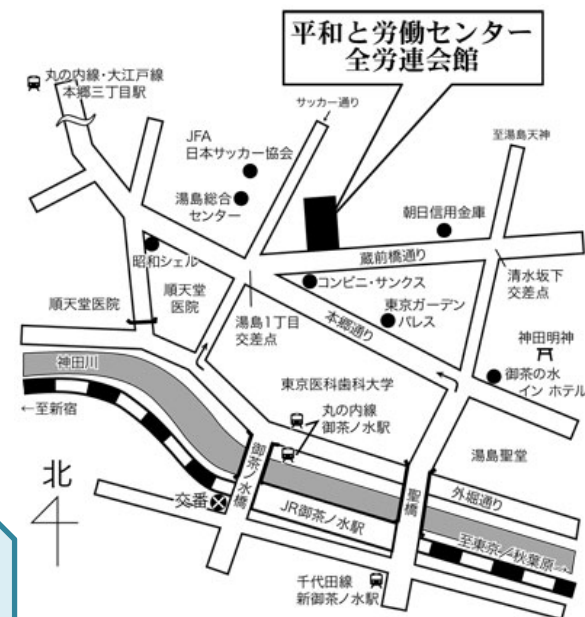 平和と労働センター
全労連会館
丸の内線・大江戸線
本郷三丁目駅
サッカー通り
至湯島天神
JFA
日本サッカー協会
湯島総合
センター
朝日信用金庫
昭和シェル
蔵前橋通り
コンビニ・サンクス
清水坂下
交差点
順天堂医院
順天堂
医院
湯島1丁目
交差点
本郷通り
東京ガーデン
パレス
神田明神
神田川
東京医科歯科大学
御茶の水
イン ホテル
←至新宿
丸の内線
御茶ノ水駅
湯島聖堂
北
御茶ノ水橋
聖橋
外堀通り
交番
JR御茶ノ水駅
至東京/秋葉原→
千代田線
新御茶ノ水駅